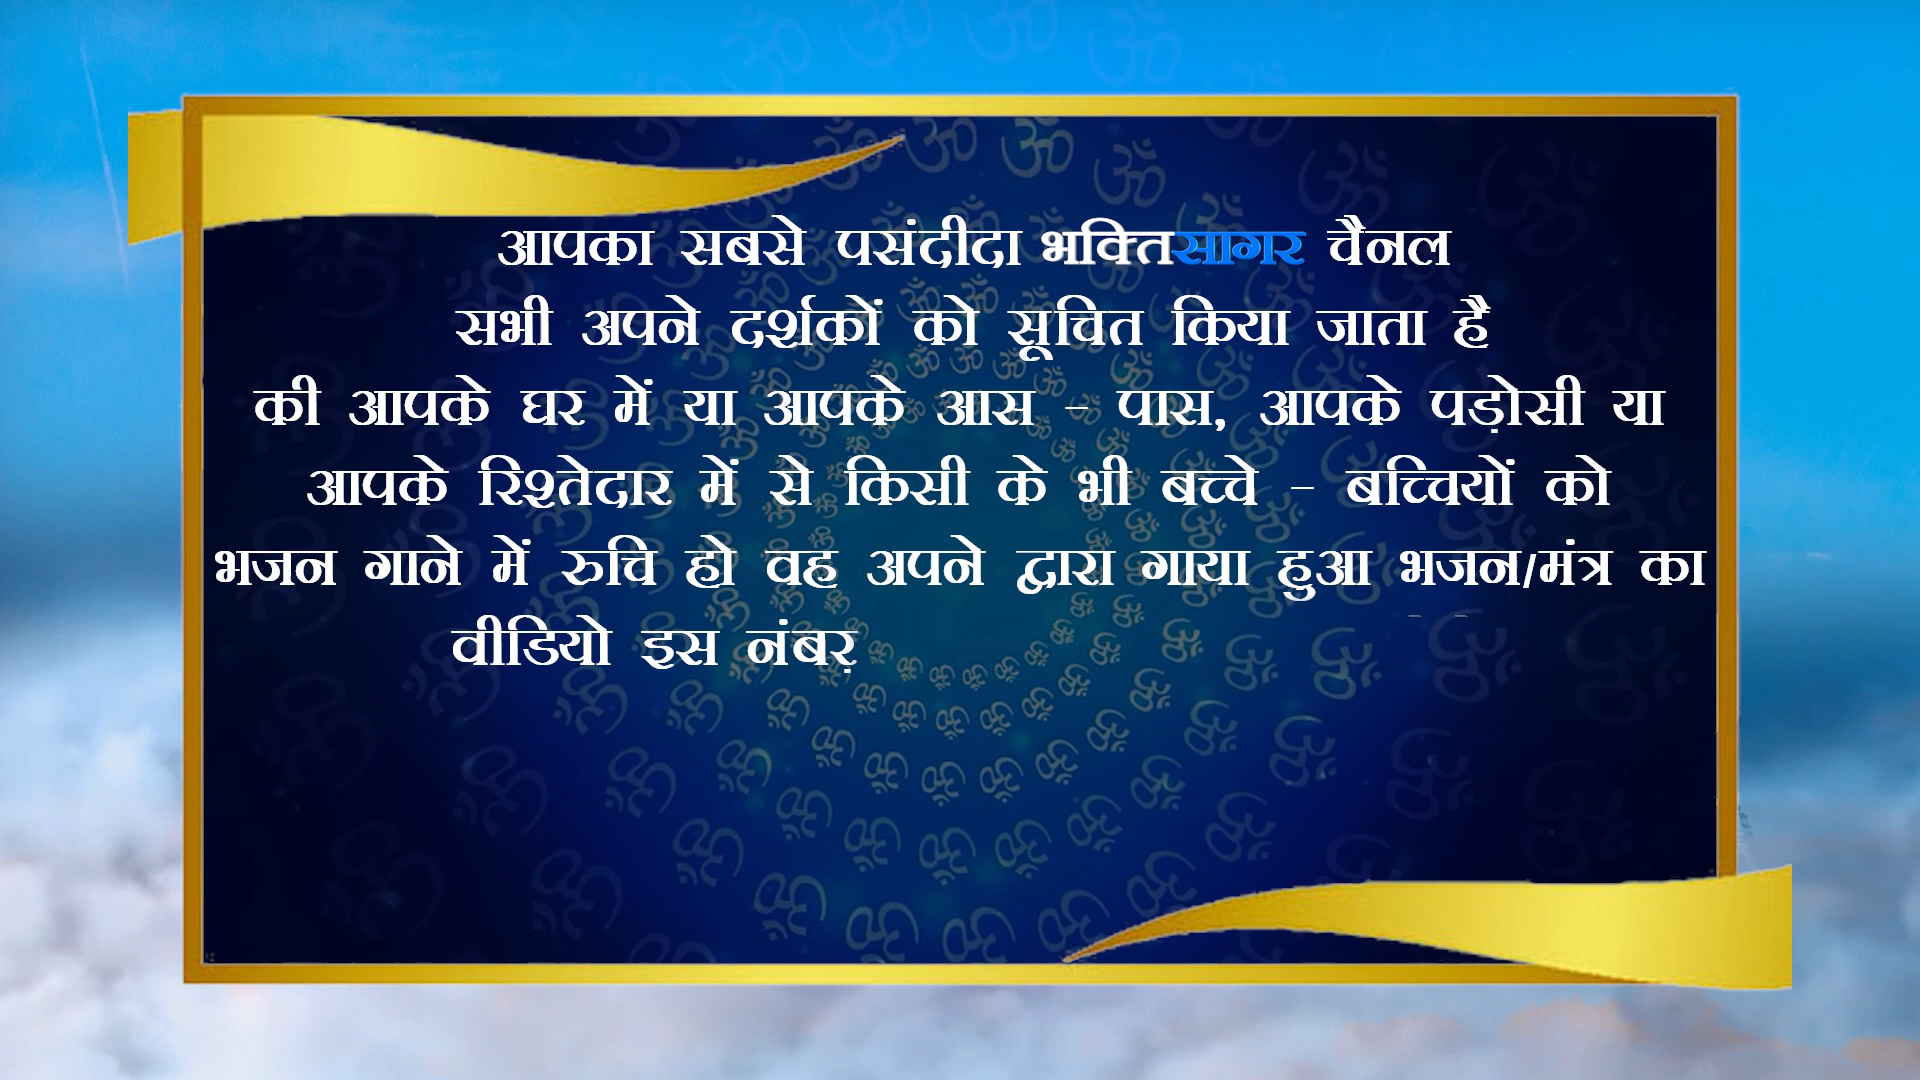 आपका सबसे पसंदीदा भक्तिसागर चैनल
सभी अपने दर्शकों को सूचित किया जाता है
की आपके घर में या आपके आस - पास, आपके पड़ोसी या
आपके रिश्तेदार में से किसी के भी बच्चे - बच्चियों को
भजन गाने में रुचि हो वह अपने द्वारा गाया हुआ भजन/मंत्र का
वीडियो इस नंबर